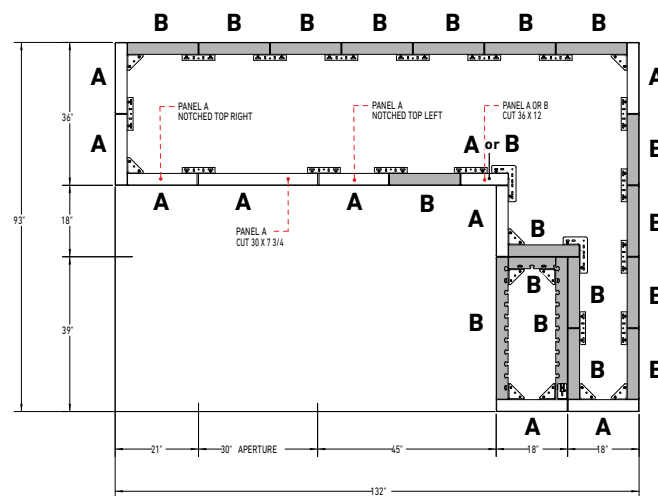 B B B B B B
A A
36"
PANEL A
NOTCHED TOP RIGHT
PANEL A
NOTCHED TOP LEFT
PANEL A OR B
CUT 36 X 12
A A or B B
93"
18"
A A A B A B
PANEL A
CUT 30 X 7 3/4
B
B
B B B
39"
B B
B B
A A
21" 30" APERTURE 45" 18" 18"
132"